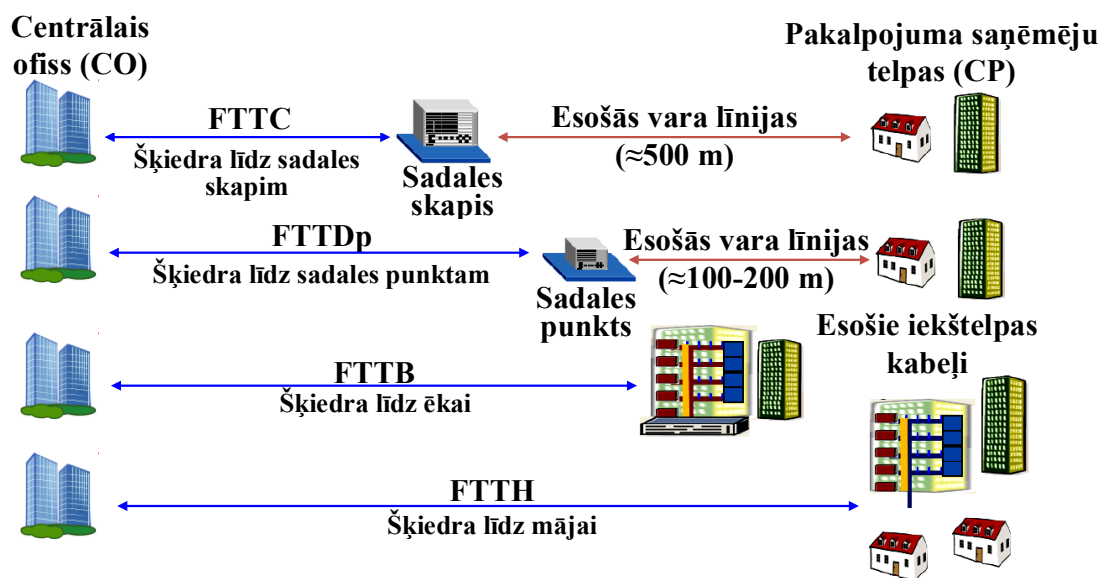 Centrālais
ofiss (CO)
Pakalpojuma saņēmēju
telpas (CP)
FTTC
Šķiedra līdz sadales
skapim
Sadales
skapis
Esošās vara līnijas
(≈500 m)
FTTDp
Šķiedra līdz sadales punktam
Sadales
punkts
Esošās vara līnijas
(≈100-200 m)
FTTB
Šķiedra līdz ēkai
Esošie iekštelpas
kabeļi
FTTH
Šķiedra līdz mājai